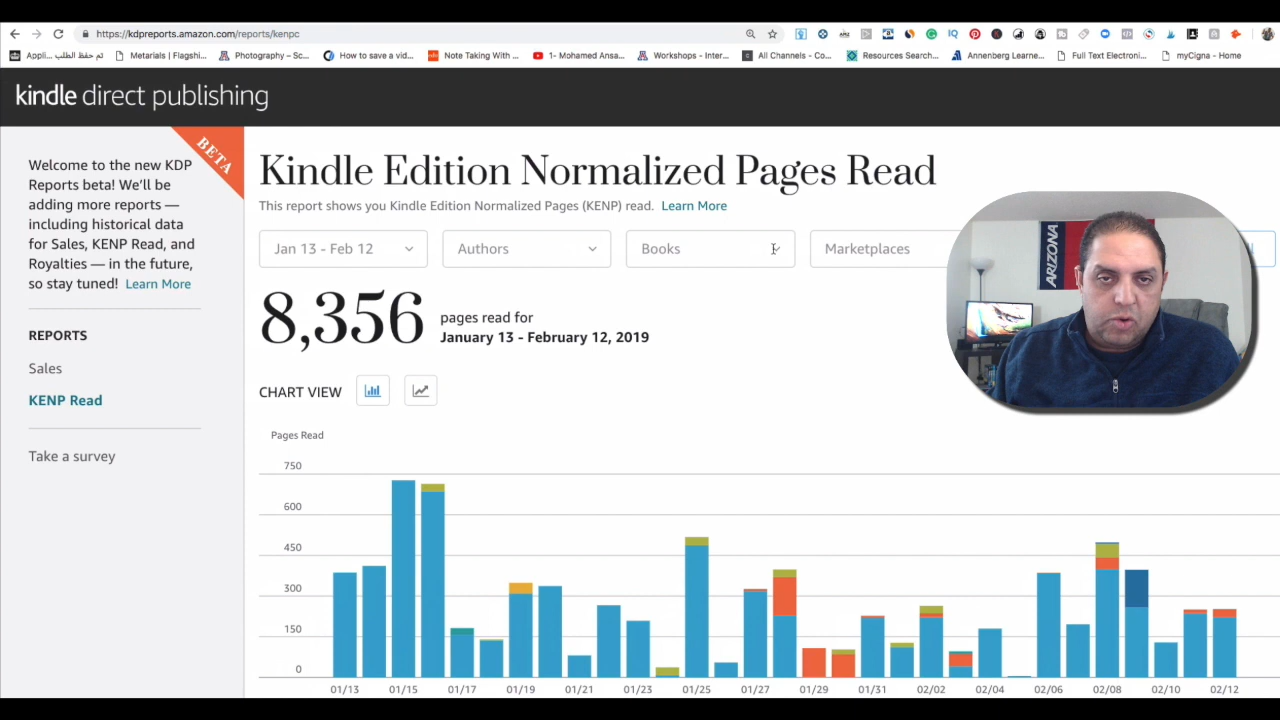 https://kdpreports.amazon.com/reports/kenpc
Appli... ثم حفظ الطلب Metarials | Flagshi... Photography – Sc... How to save a vid... Note Taking With ... 1- Mohamed Ansa... Workshops - Inter... All Channels - Co... Resources Search... Annenberg Learne... Full Text Electroni... myCigna - Home
kindle direct publishing
BETA
Welcome to the new KDP
Reports beta! We’ll be
adding more reports —
including historical data
for Sales, KENP Read, and
Royalties — in the future,
so stay tuned! Learn More
REPORTS
Sales
KENP Read
Take a survey
Kindle Edition Normalized Pages Read
This report shows you Kindle Edition Normalized Pages (KENP) read. Learn More
Jan 13 - Feb 12 Authors Books Marketplaces
8,356 pages read for
January 13 - February 12, 2019
CHART VIEW
Pages Read
750
600
450
300
150
0
01/13 01/15 01/17 01/19 01/21 01/23 01/25 01/27 01/29 01/31 02/02 02/04 02/06 02/08 02/10 02/12
ARIZONA